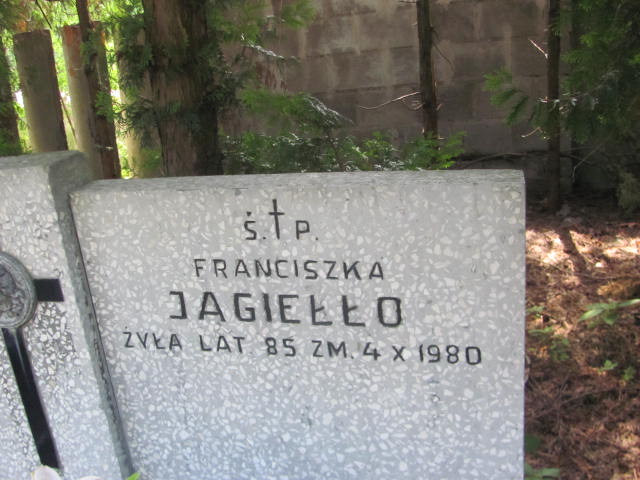 Ś.†P.
FRANCISZKA
JAGIEŁŁO
ŻYŁA LAT 85 ZM. 4 X 1980